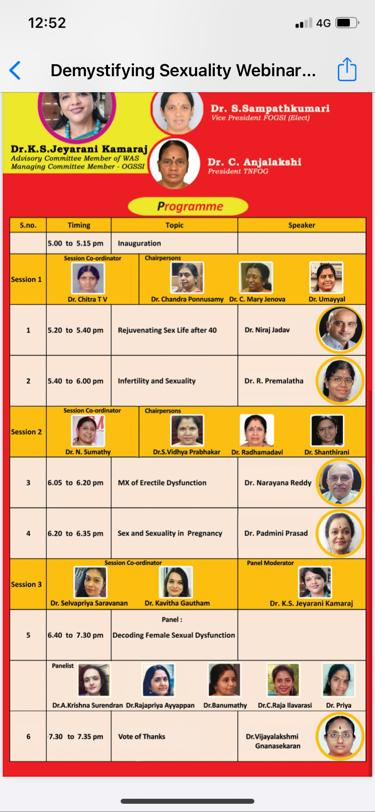 12:52
4G
Demystifying Sexuality Webinar...
Dr. S.Sampathkumari
Vice President FOGSI (Elect)
Dr.K.S.Jeyarani Kamaraj
Advisory Committee Member of WAS
Managing Committee Member - OGSSI
Dr. C. Anjalakshi
President TNFOG
Programme
S.no. Timing Topic Speaker
5.00 to 5.15 pm Inauguration
Session 1
Session Co-ordinator Chairpersons
Dr. Chitra T V Dr. Chandra Ponnusamy Dr. C. Mary Jenova Dr. Umayyal
1 5.20 to 5.40 pm Rejuvenating Sex Life after 40 Dr. Niraj Jadav
2 5.40 to 6.00 pm Infertility and Sexuality Dr. R. Premalatha
Session 2
Session Co-ordinator Chairpersons
Dr. N. Sumathy Dr.S.Vidhya Prabhakar Dr. Radhamadavi Dr. Shanthirani
3 6.05 to 6.20 pm MX of Erectile Dysfunction Dr. Narayana Reddy
4 6.20 to 6.35 pm Sex and Sexuality in Pregnancy Dr. Padmini Prasad
Session 3
Session Co-ordinator Panel Moderator
Dr. Selvapriya Saravanan Dr. Kavitha Gautham Dr. K.S. Jeyarani Kamaraj
Panel :
5 6.40 to 7.30 pm Decoding Female Sexual Dysfunction
Panelist
Dr.A.Krishna Surendran Dr.Rajapriya Ayyappan Dr.Banumathy Dr.C.Raja Ilavarasi Dr. Priya
6 7.30 to 7.35 pm Vote of Thanks Dr.Vijayalakshmi
Gnanasekaran